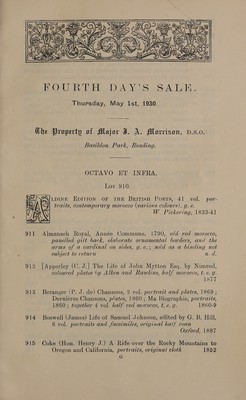 FOURTH DAY'S SALE.
Thursday, May 1st, 1930.
The Property of Major J. A. Morrison, D.S.O.
Basildon Park, Reading.
OCTAVO ET INFRA.
Lot 910.
ALDINE EDITION OF THE BRITISH POETS, 41 vol. por-
traits, contemporary morocco (various colours), g. e.
W. Pickering, 1833-41
911 Almanach Royal, Année Commune, 1790, old red morocco,
panelled gilt back, elaborate ornamental borders, and the
arms of a cardinal on sides, g. e.; sold as a binding not
subject to return n. d.
912 [Apperley (C. J.] The Life of John Mytton Esq. by Nimrod,
coloured plates by Alken and Rawlins, half morocco, t. e. g.
1877
913 Beranger (P. J. de) Chansons, 2 vol. portrait and plates, 1869;
Dernieres Chansons, plates, 1860; Ma Biographie, portraits,
1860; together 4 vol. half red morocco, t. e. g. 1860-9
914 Boswell (James) Life of Samuel Johnson, edited by G. B. Hill,
6 vol. portraits and facsimiles, original half roan
Oxford, 1887
915 Coke (Hon. Henry J.) A Ride over the Rocky Mountains to
Oregon and California, portraits, original cloth 1852